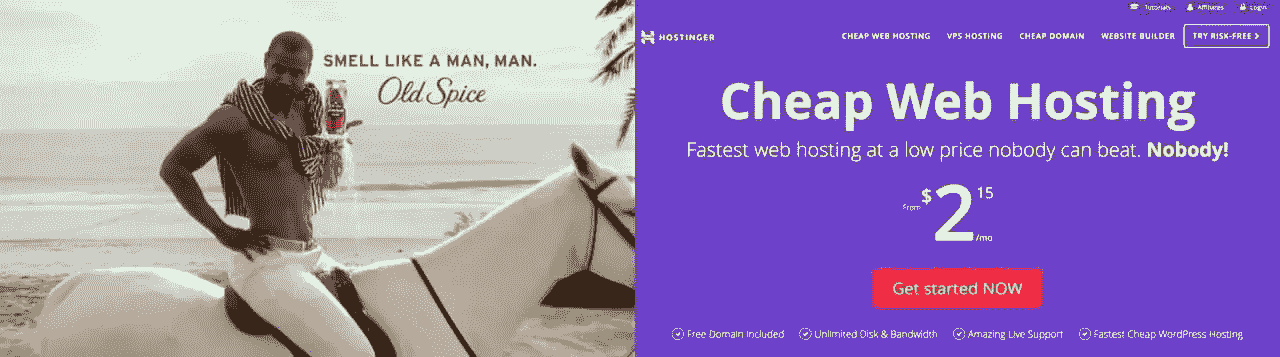 SMELL LIKE A MAN, MAN.
Old Spice
Tutorials Affiliates Login
HOSTINGER CHEAP WEB HOSTING VPS HOSTING CHEAP DOMAIN WEBSITE BUILDER TRY RISK-FREE
Cheap Web Hosting
Fastest web hosting at a low price nobody can beat. Nobody!
From $2 15 /mo
Get started NOW
Free Domain Included Unlimited Disk & Bandwidth Amazing Live Support Fastest Cheap WordPress Hosting